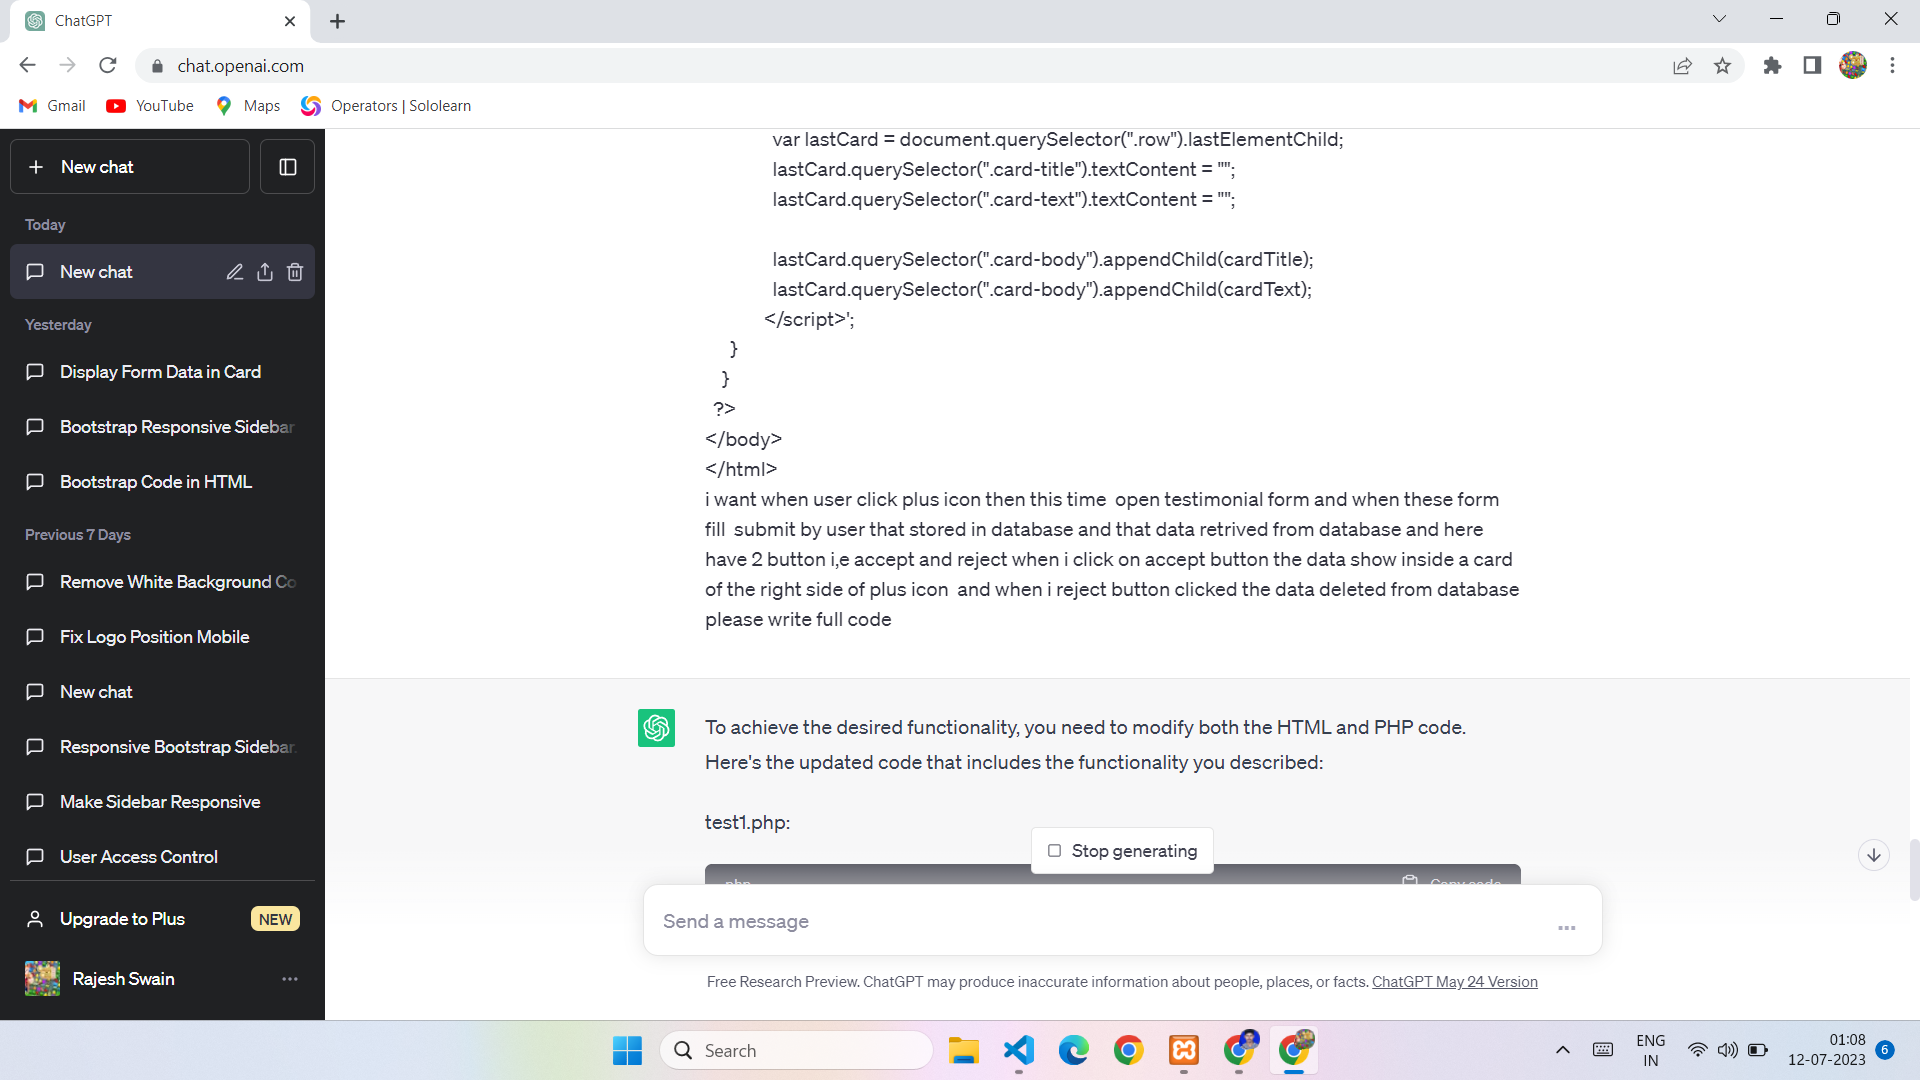 ChatGPT
chat.openai.com
Gmail
YouTube
Maps
Operators | Sololearn
New chat
Today
New chat
Yesterday
Display Form Data in Card
Bootstrap Responsive Sidebar
Bootstrap Code in HTML
Previous 7 Days
Remove White Background Co
Fix Logo Position Mobile
New chat
Responsive Bootstrap Sidebar.
Make Sidebar Responsive
User Access Control
Upgrade to Plus
NEW
Rajesh Swain
var lastCard = document.querySelector(".row").lastElementChild;
lastCard.querySelector(".card-title").textContent = "";
lastCard.querySelector(".card-text").textContent = "";
lastCard.querySelector(".card-body").appendChild(cardTitle);
lastCard.querySelector(".card-body").appendChild(cardText);
</script>';
}
}
?>
</body>
</html>
i want when user click plus icon then this time  open testimonial form and when these form
fill  submit by user that stored in database and that data retrived from database and here
have 2 button i,e accept and reject when i click on accept button the data show inside a card
of the right side of plus icon  and when i reject button clicked the data deleted from database
please write full code
To achieve the desired functionality, you need to modify both the HTML and PHP code.
Here's the updated code that includes the functionality you described:
test1.php:
Stop generating
php
Copy code
Send a message
Free Research Preview. ChatGPT may produce inaccurate information about people, places, or facts. ChatGPT May 24 Version
Search
ENG
IN
01:08
12-07-2023
6